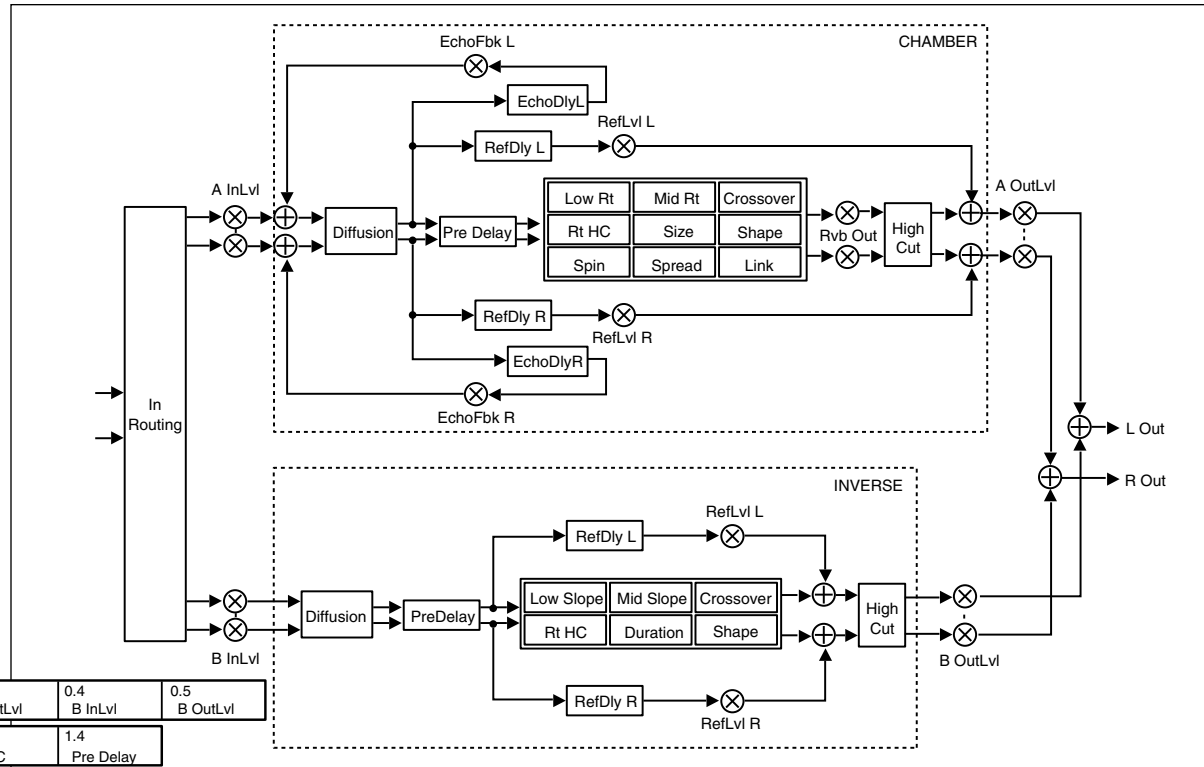 EchoFbk L
CHAMBER
EchoDlyL
RefLvl L
RefDly L
A InLvl
A OutLvl
Low Rt
Mid Rt
Crossover
Diffusion
Pre Delay
Rt HC
Size
Shape
Rvb Out
High
Cut
Spin
Spread
Link
RefDly R
RefLvl R
EchoDlyR
EchoFbk R
In
Routing
L Out
R Out
INVERSE
RefLvl L
RefDly L
Low Slope
Mid Slope
Crossover
Diffusion
PreDelay
High
Cut
Rt HC
Duration
Shape
B InLvl
B OutLvl
RefDly R
RefLvl R
0.4
0.5
tLvl
B InLvl
B OutLvl
1.4
C
Pre Delay